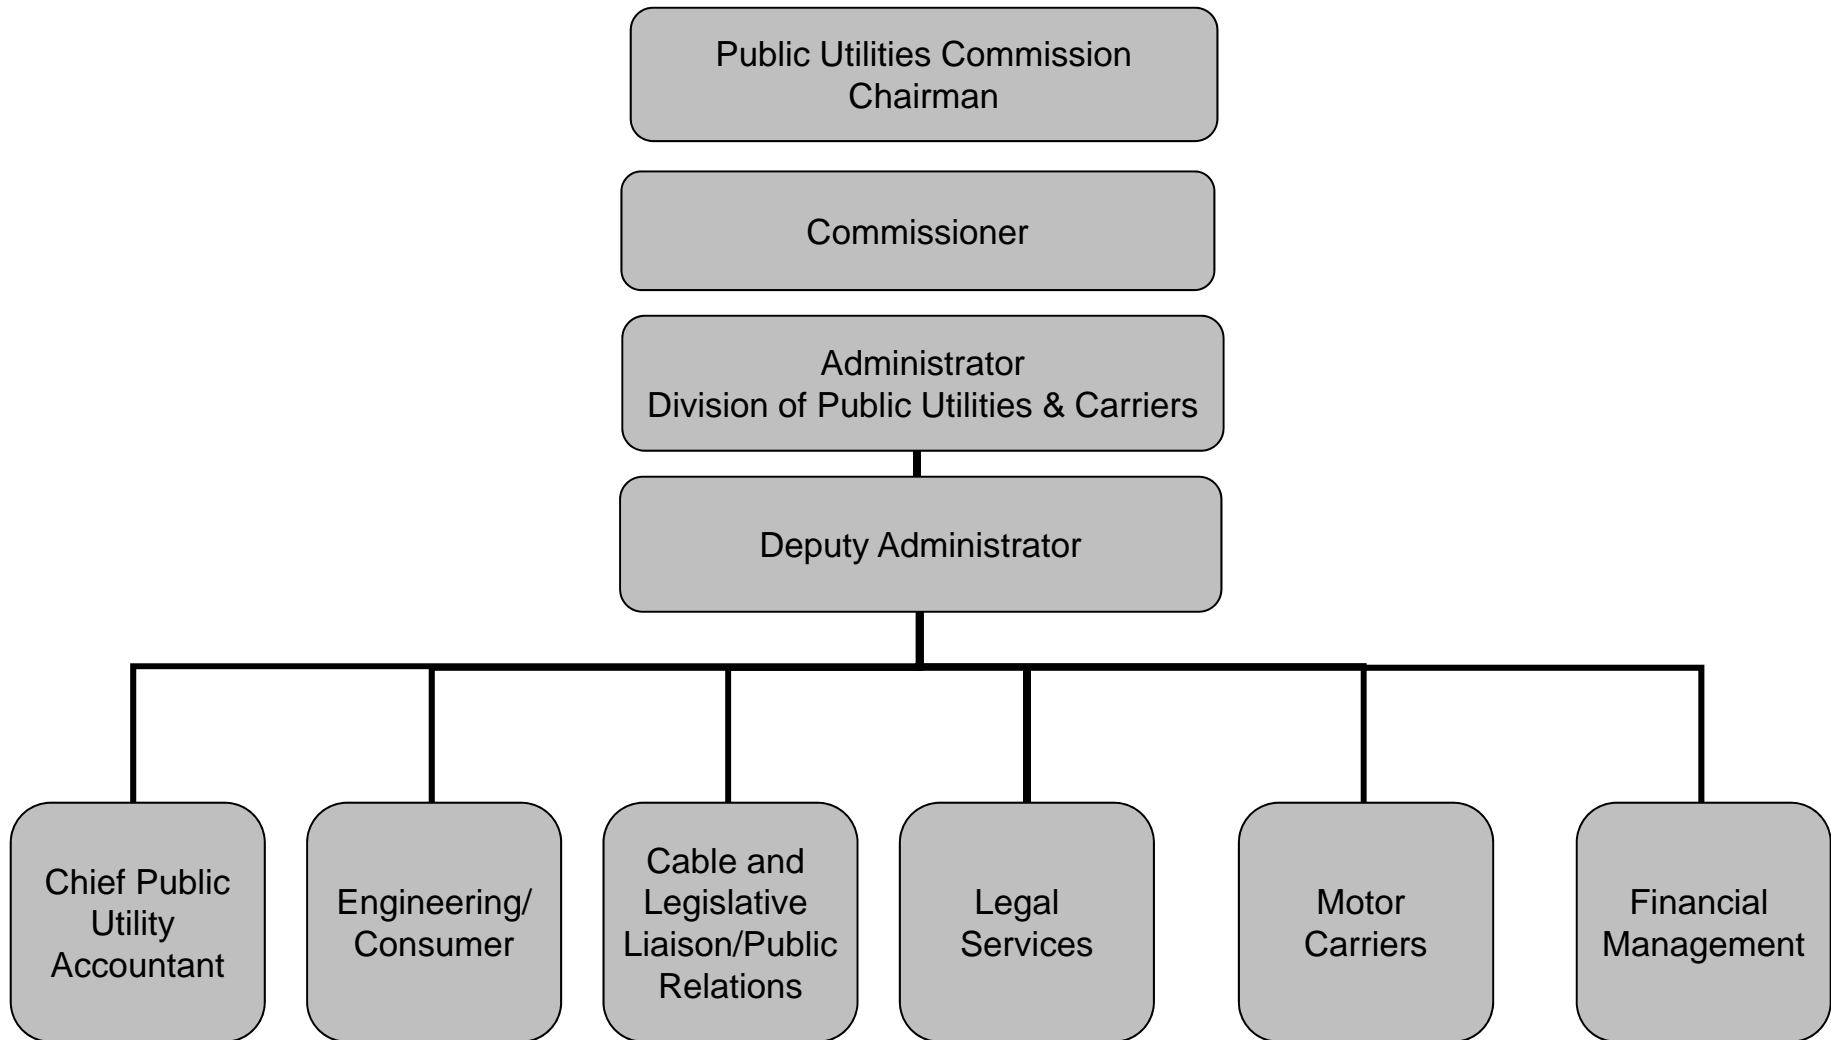 Public Utilities Commission
Chairman
Commissioner
Administrator
Division of Public Utilities & Carriers
Deputy Administrator
Chief Public
Utility
Accountant
Engineering/
Consumer
Cable and
Legislative
Liaison/Public
Relations
Legal
Services
Motor
Carriers
Financial
Management